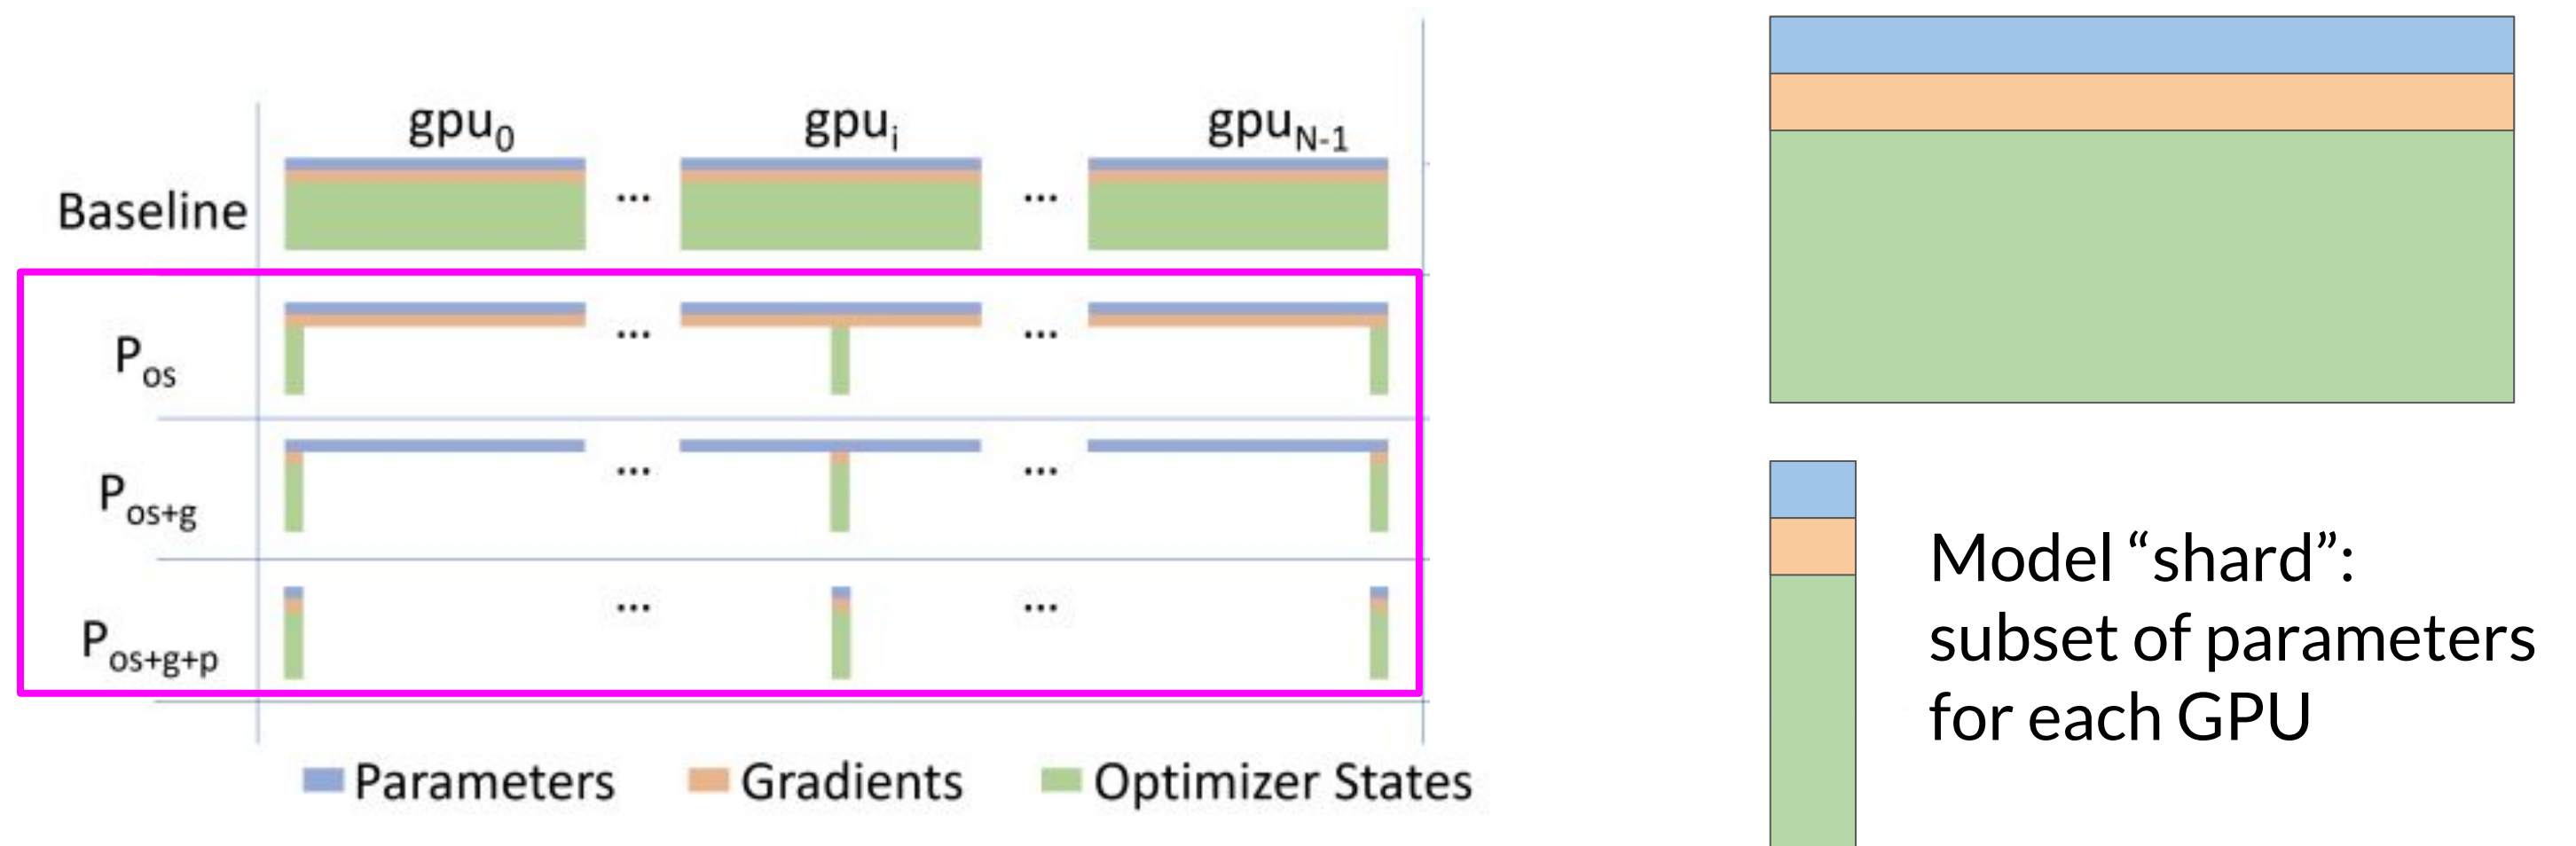 gpu0 gpui gpuN-1
Baseline ... ...
Pos ... ...
Pos+g ... ...
Pos+g+p ... ...
Parameters Gradients Optimizer States
Model “shard”:
subset of parameters
for each GPU